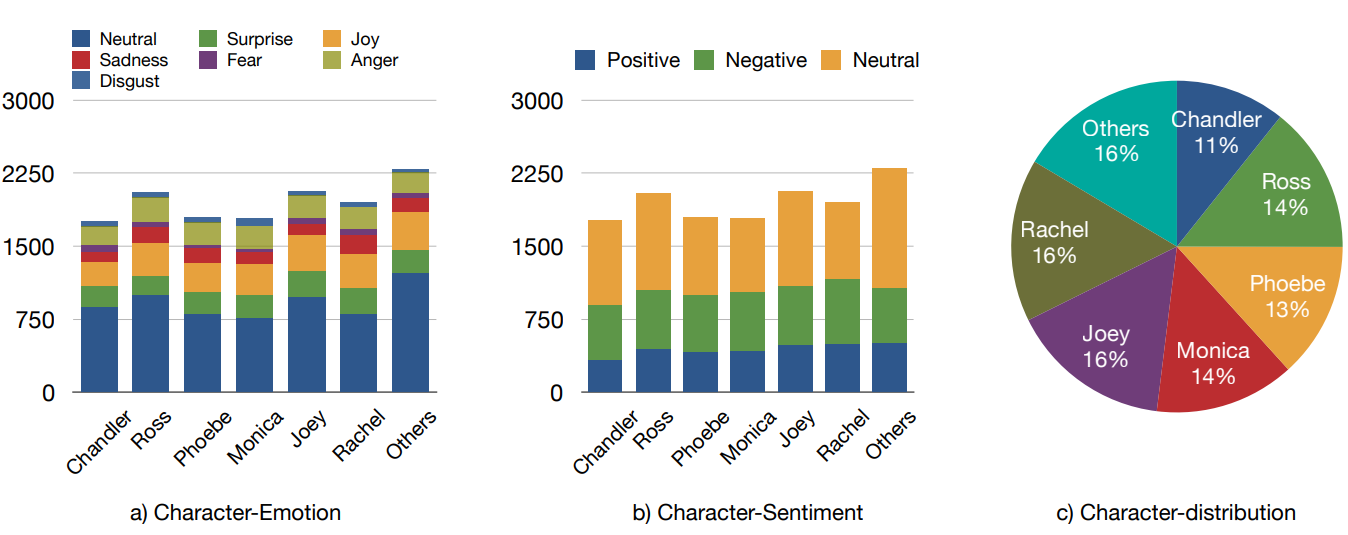 Neutral Surprise Joy
Sadness Fear Anger
Disgust
3000
2250
1500
750
0
Chandler Ross Phoebe Monica Joey Rachel Others
a) Character-Emotion
Positive Negative Neutral
3000
2250
1500
750
0
Chandler Ross Phoebe Monica Joey Rachel Others
b) Character-Sentiment
Chandler
11%
Ross
14%
Phoebe
13%
Monica
14%
Joey
16%
Rachel
16%
Others
16%
c) Character-distribution